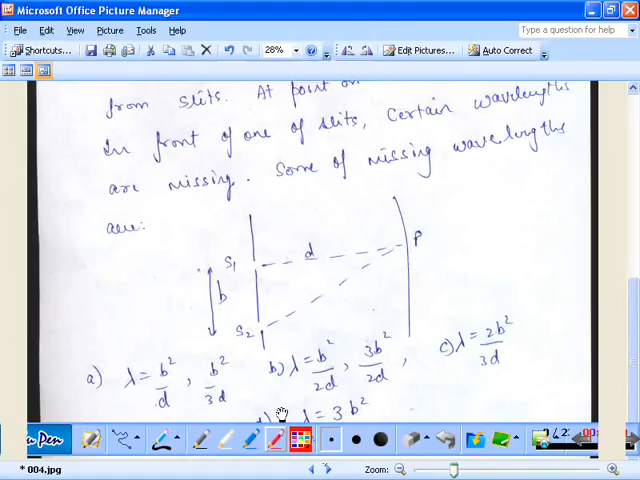 Microsoft Office Picture Manager
File Edit View Picture Tools Help
Type a question for help
Shortcuts... 28% Edit Pictures... Auto Correct
from slits. At point on
in front of one of slits, Certain wavelengths
are missing. Some of missing wavelengths
are:
S1 d P
b
S2
a) λ = b²/d , b²/3d b) λ = b²/2d , 3b²/2d , c) λ = 2b²/3d
d) λ = 3b²
Pen
004.jpg Zoom: